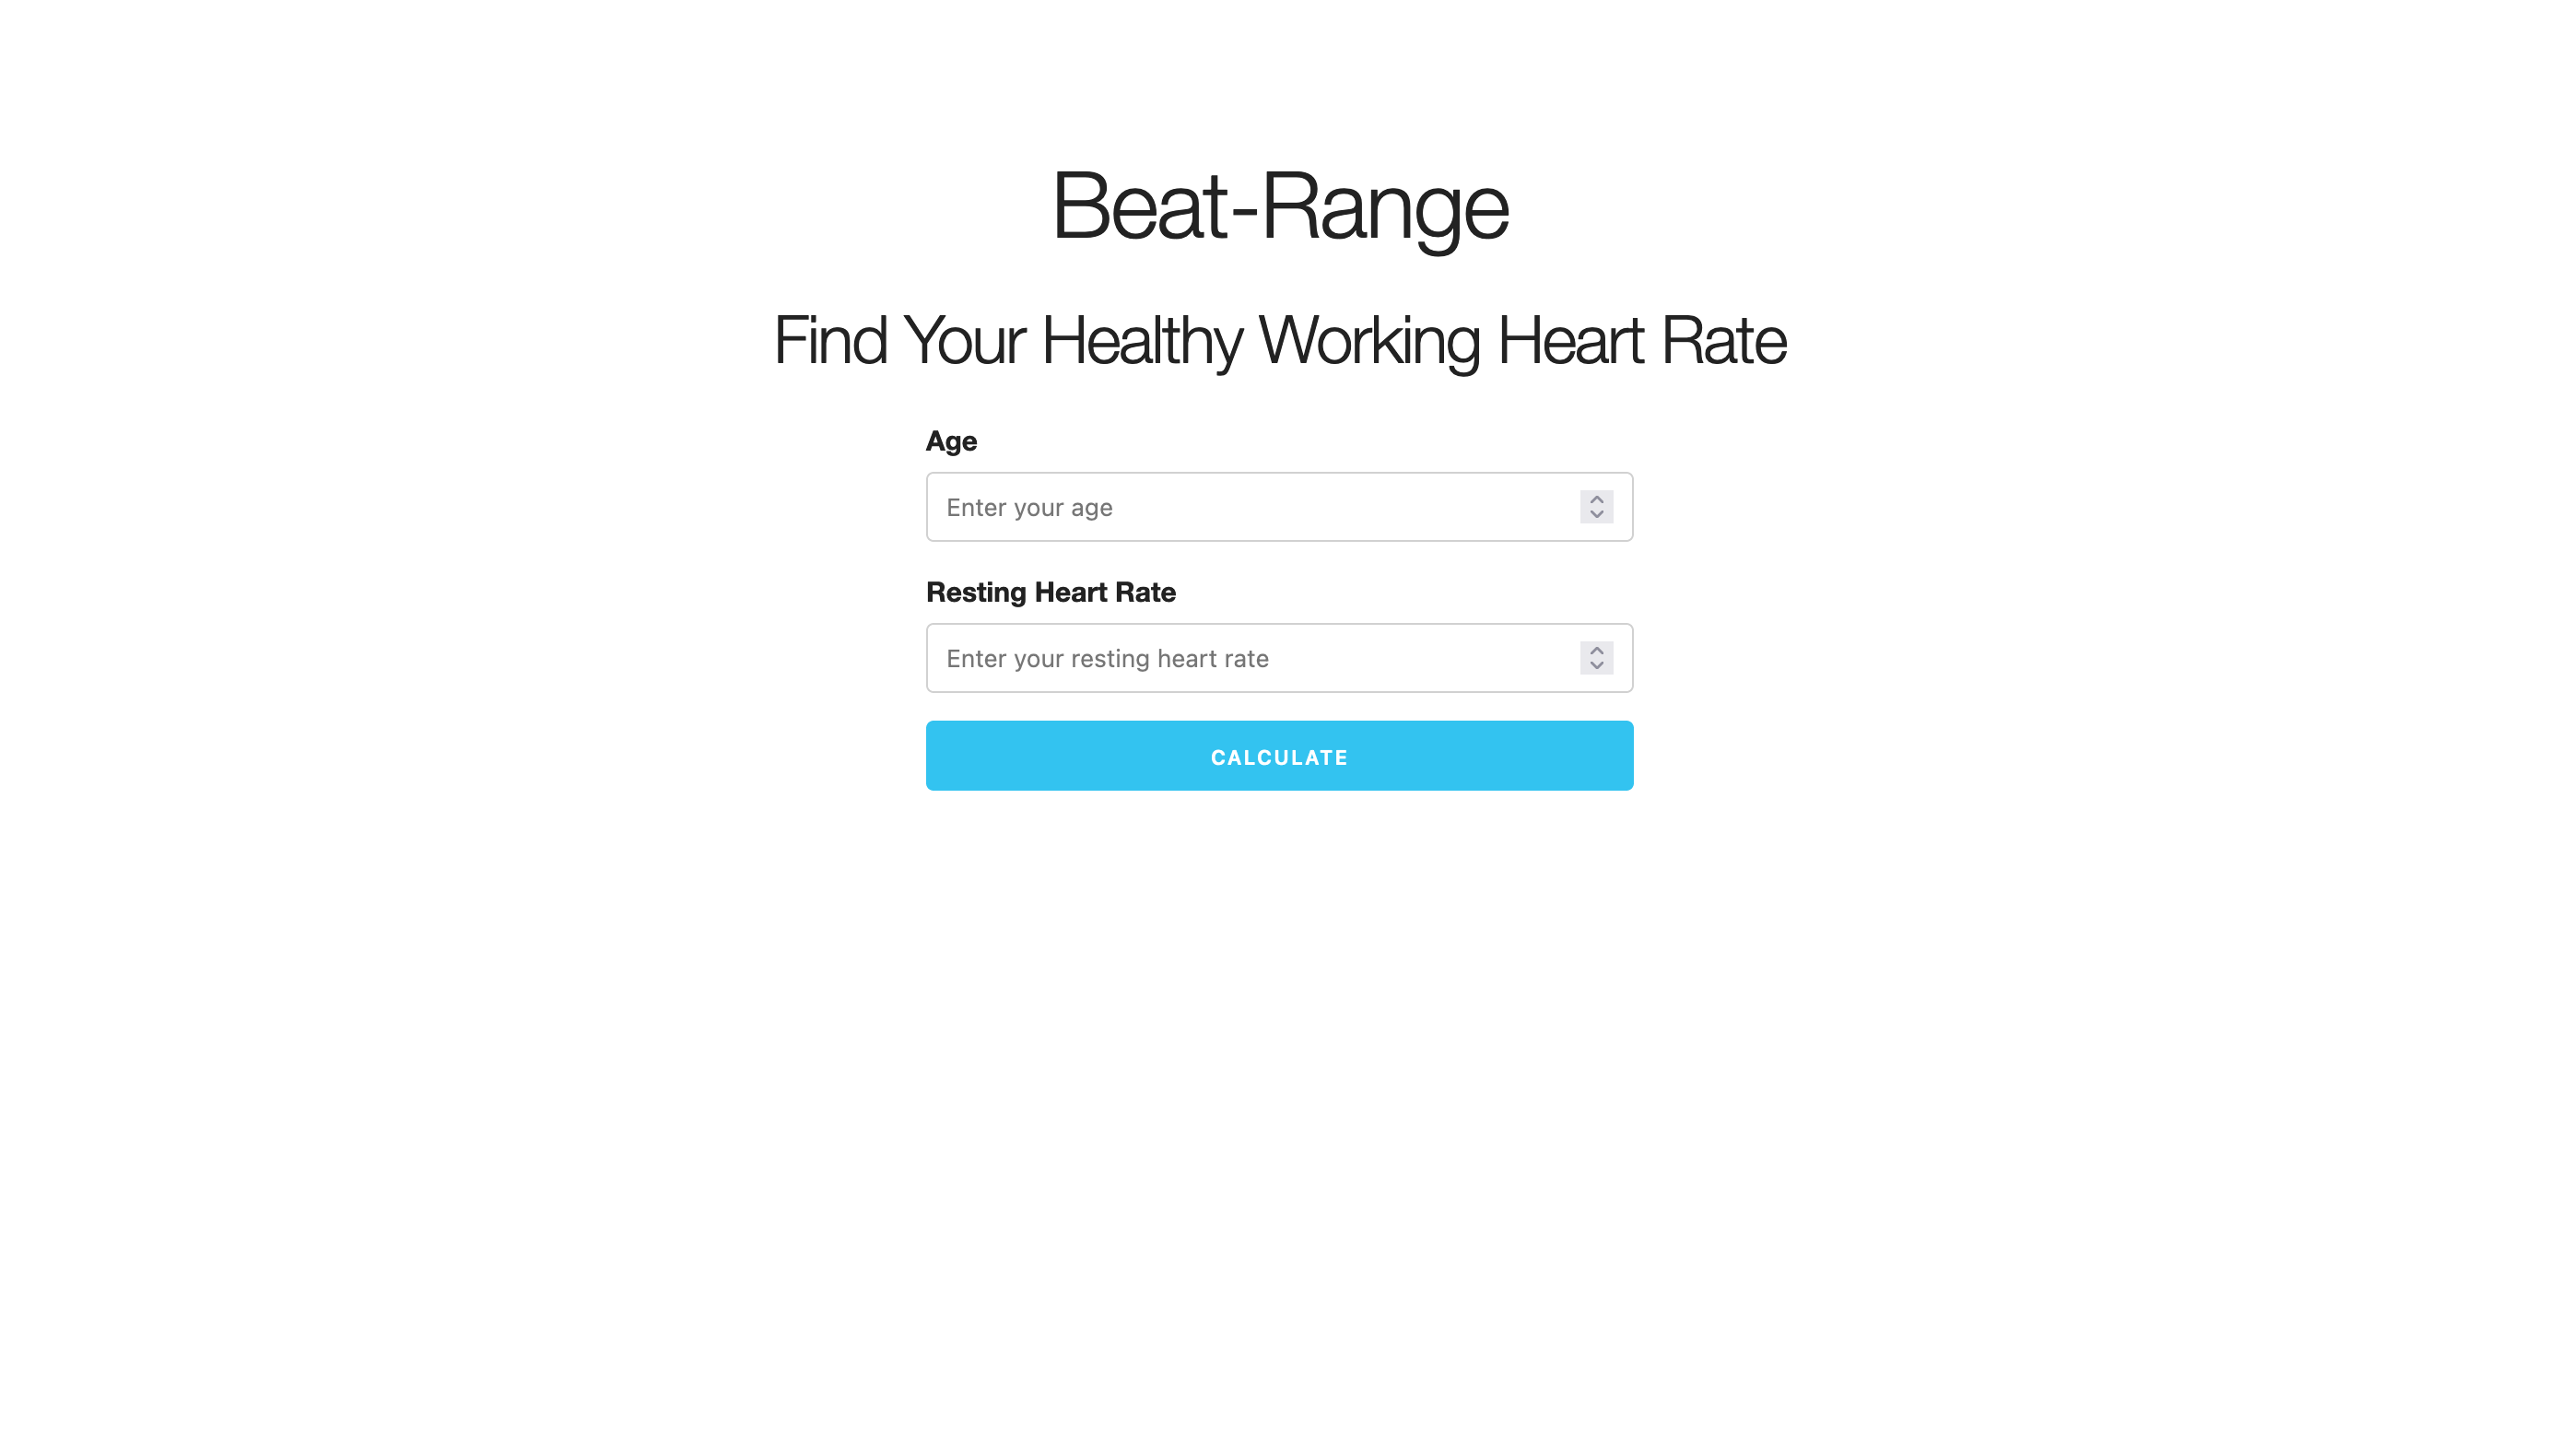 Beat-Range
Find Your Healthy Working Heart Rate
Age
Enter your age
Resting Heart Rate
Enter your resting heart rate
CALCULATE